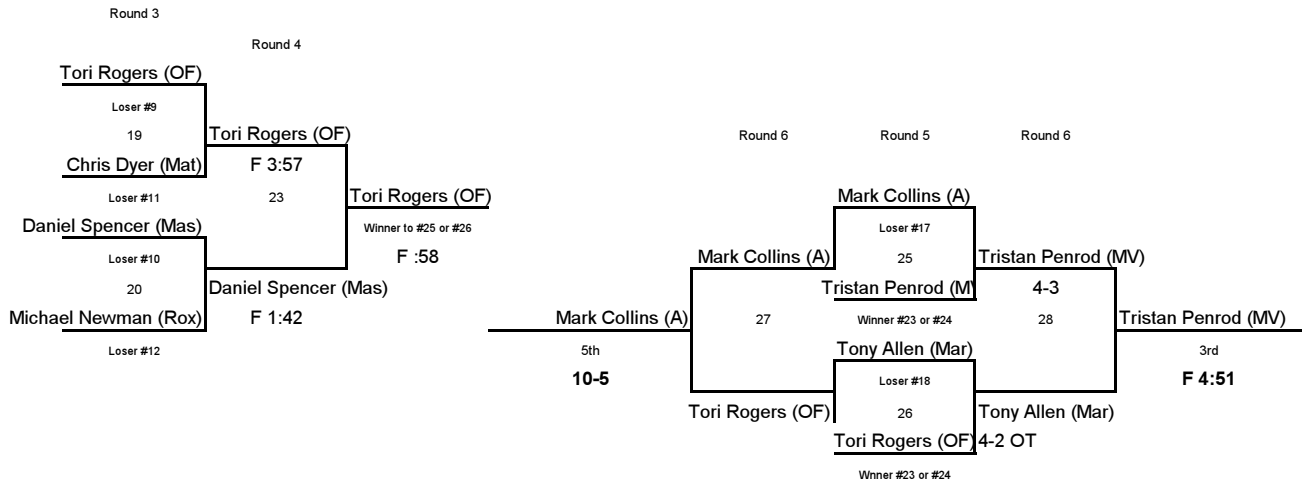 Round 3
Round 4
Tori Rogers (OF)
Loser #9
19
Chris Dyer (Mat)
Loser #11
Tori Rogers (OF)
F 3:57
23
Daniel Spencer (Mas)
Loser #10
20
Michael Newman (Rox)
Loser #12
Daniel Spencer (Mas)
F 1:42
Tori Rogers (OF)
Winner to #25 or #26
F :58
Round 6
Round 5
Round 6
Mark Collins (A)
Loser #17
25
Tristan Penrod (MV
Winner #23 or #24
Mark Collins (A)
27
Tori Rogers (OF)
Mark Collins (A)
5th
10-5
Tony Allen (Mar)
Loser #18
26
Tori Rogers (OF)
Wnner #23 or #24
Tristan Penrod (MV)
4-3
28
Tony Allen (Mar)
4-2 OT
Tristan Penrod (MV)
3rd
F 4:51